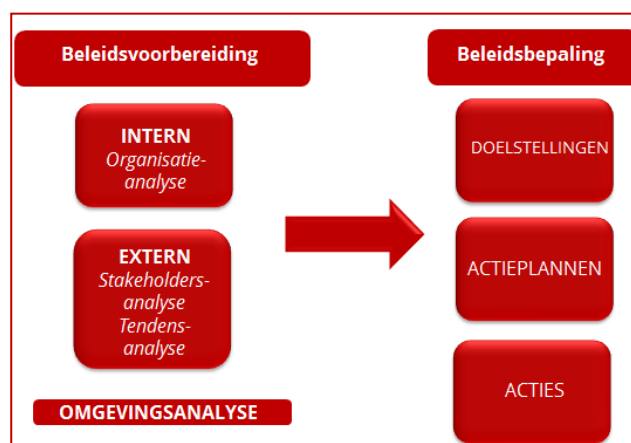 Beleidsvoorbereiding
INTERN
Organisatie-
analyse
EXTERN
Stakeholders-
analyse
Tendens-
analyse
OMGEVINGSANALYSE
Beleidsbepaling
DOELSTELLINGEN
ACTIEPLANNEN
ACTIES